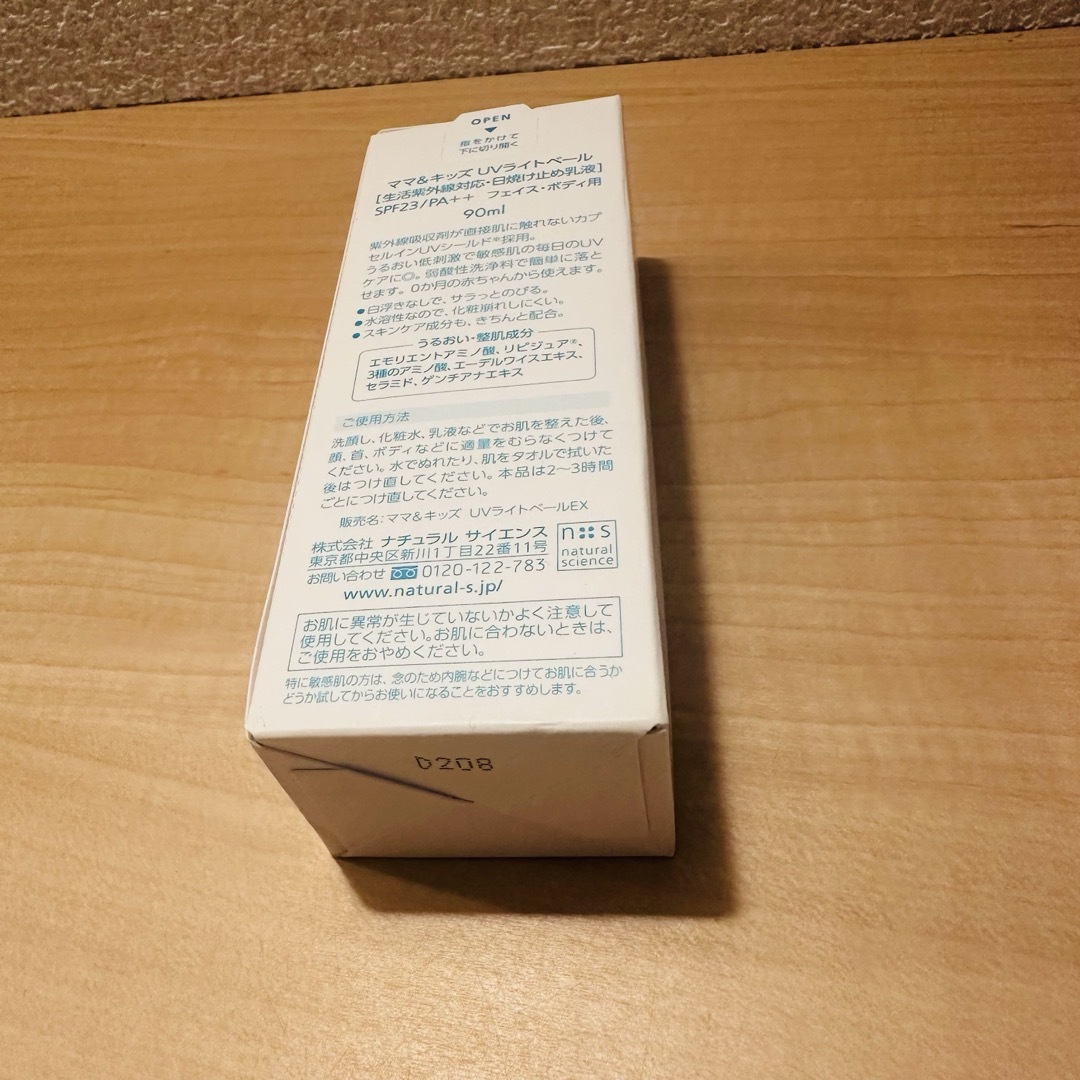 OPEN
指をかけて
下に切り開く
ママ&キッズ UVライトベール
[生活紫外線対応・日焼け止め乳液]
SPF23/PA++ フェイス・ボディ用
90ml
紫外線吸収剤が直接肌に触れないカプ
セルインUVシールド※採用。
うるおい低刺激で敏感肌の毎日のUV
ケアに◎。弱酸性洗浄料で簡単に落と
せます。0か月の赤ちゃんから使えます。
●白浮きなしで、サラっとのびる。
●水溶性なので、化粧崩れしにくい。
●スキンケア成分も、きちんと配合。
うるおい・整肌成分
エモリエントアミノ酸、リピジュア®、
3種のアミノ酸、エーデルワイスエキス、
セラミド、ゲンチアナエキス
ご使用方法
洗顔し、化粧水、乳液などでお肌を整えた後、
顔、首、ボディなどに適量をむらなくつけて
ください。水でぬれたり、肌をタオルで拭いた
後はつけ直してください。本品は2~3時間
ごとにつけ直してください。
販売名:ママ&キッズ UVライトベールEX
株式会社 ナチュラル サイエンス
東京都中央区新川1丁目22番11号
お問い合わせ 0120-122-783
www.natural-s.jp/
n s
natural
science
お肌に異常が生じていないかよく注意して
使用してください。お肌に合わないときは、
ご使用をおやめください。
特に敏感肌の方は、念のため内腕などにつけてお肌に合うか
どうか試してからお使いになることをおすすめします。
D208